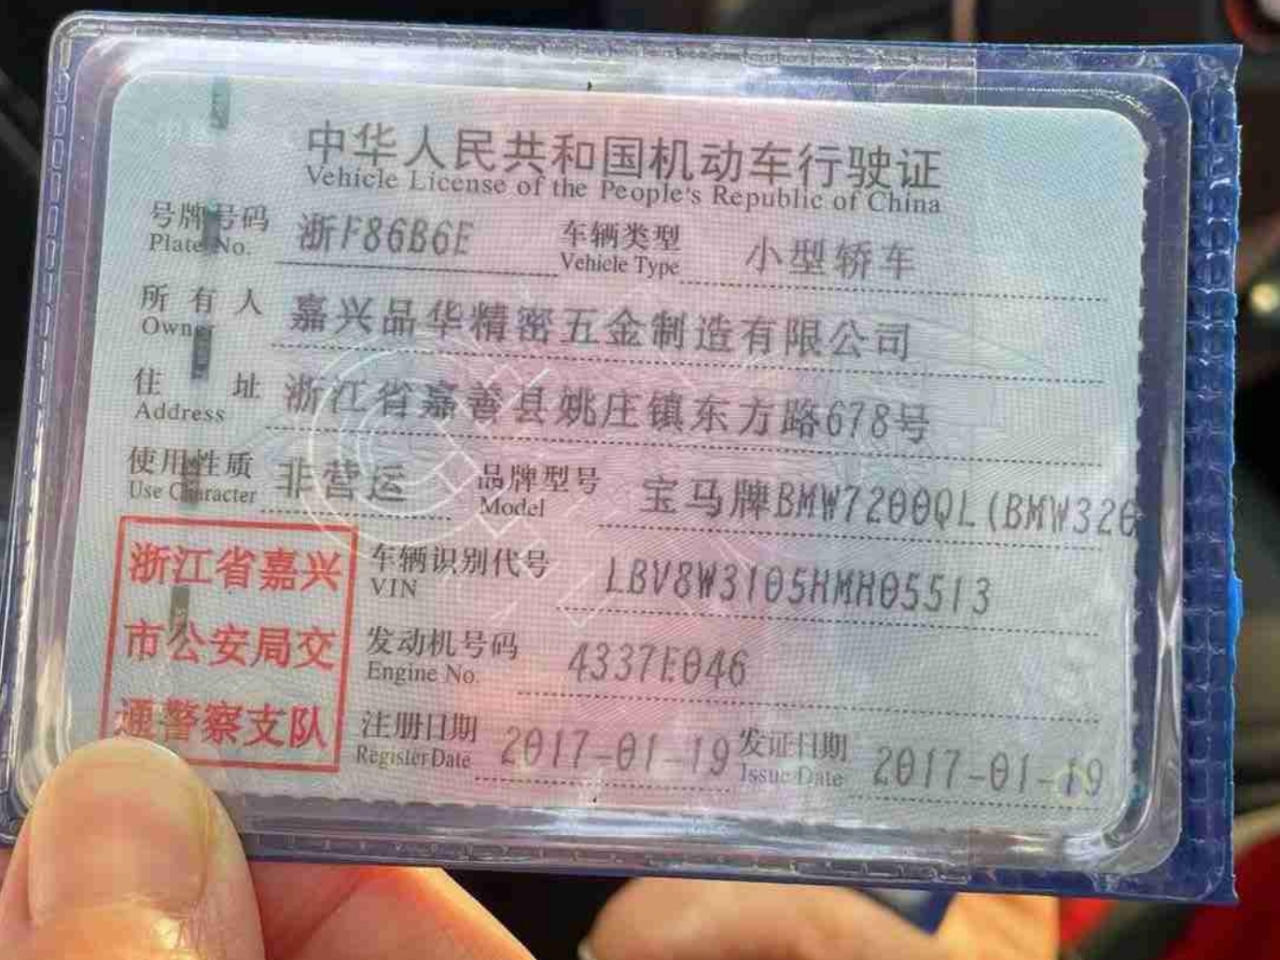 中华人民共和国机动车行驶证
Vehicle License of the People's Republic of China
号牌号码 浙F86B6E 车辆类型 小型轿车
Plate No. Vehicle Type
所有人 嘉兴品华精密五金制造有限公司
Owner
住址 浙江省嘉善县姚庄镇东方路678号
Address
使用性质 非营运 品牌型号 宝马牌BMW7200QL(BMW320
Use Character Model
浙江省嘉兴
市公安局交
通警察支队
车辆识别代号 LBV8W3105HMH05513
VIN
发动机号码 4337E046
Engine No.
注册日期 2017-01-19 发证日期 2017-01-19
Register Date Issue Date